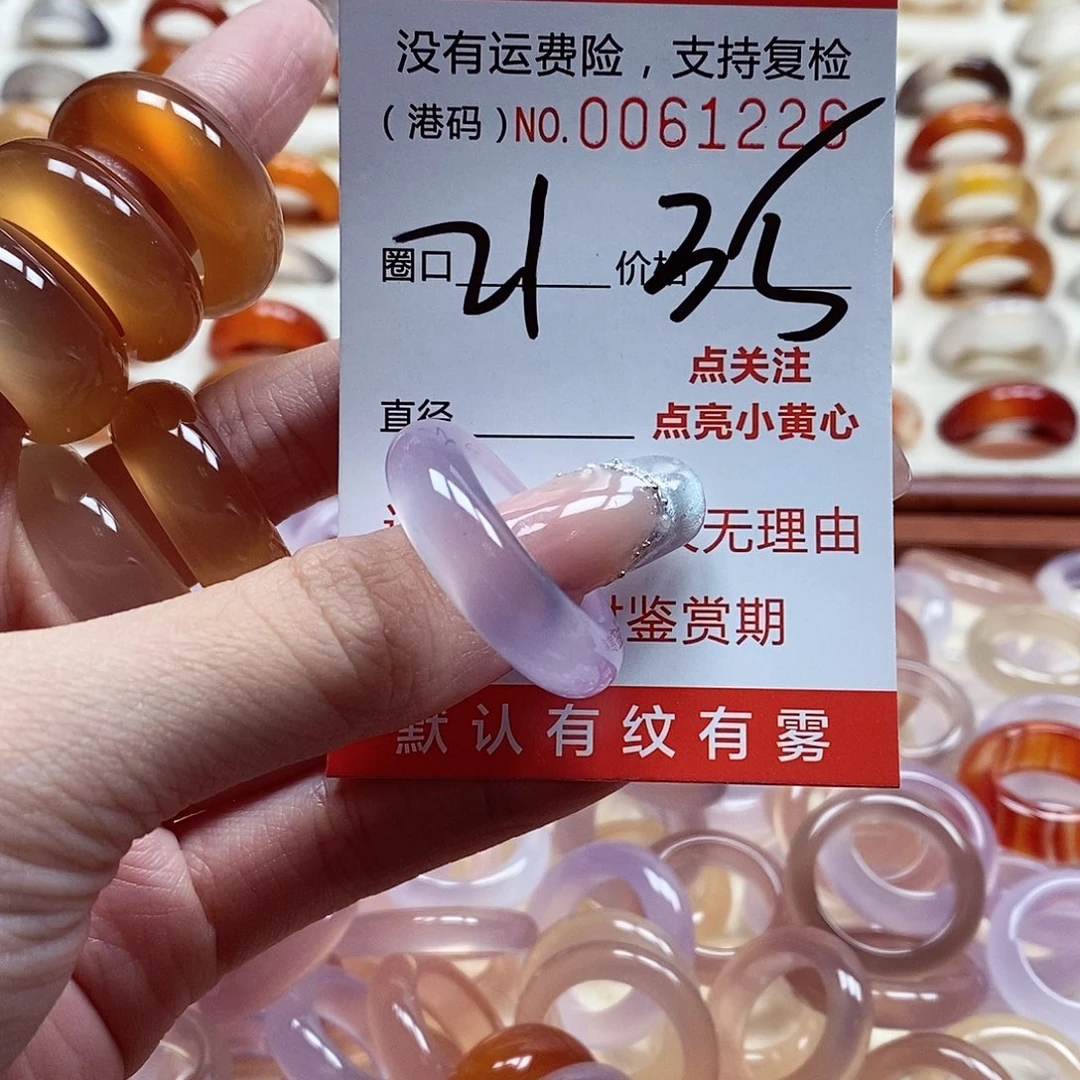 没有运费险，支持复检
（港码）NO.0061226
圈口 21 价格 35
点关注
直径
点亮小黄心
无理由
鉴赏期
默认有纹有雾